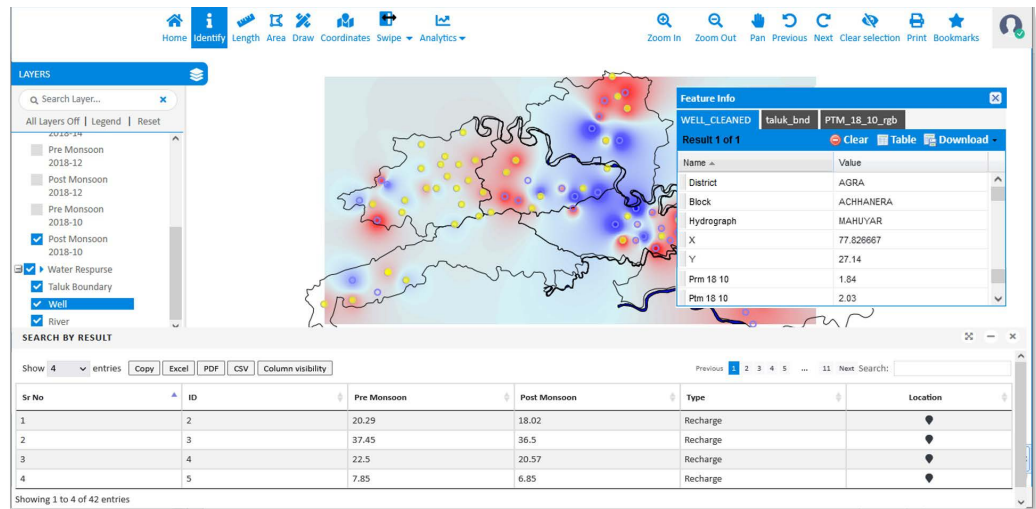 Home Identify Length Area Draw Coordinates Swipe Analytics Zoom In Zoom Out Pan Previous Next Clear selection Print Bookmarks
LAYERS
Search Layer...
All Layers Off | Legend | Reset
2018-14
Pre Monsoon
2018-12
Post Monsoon
2018-12
Pre Monsoon
2018-10
Post Monsoon
2018-10
Water Respurse
Taluk Boundary
Well
River
Feature Info
WELL_CLEANED taluk_bnd PTM_18_10_rgb
Result 1 of 1 Clear Table Download
Name Value
District AGRA
Block ACHHANERA
Hydrograph MAHUYAR
X 77.826667
Y 27.14
Prm 18 10 1.84
Ptm 18 10 2.03
SEARCH BY RESULT
Show 4 entries Copy Excel PDF CSV Column visibility Previous 1 2 3 4 5 ... 11 Next Search:
Sr No ID Pre Monsoon Post Monsoon Type Location
1 2 20.29 18.02 Recharge
2 3 37.45 36.5 Recharge
3 4 22.5 20.57 Recharge
4 5 7.85 6.85 Recharge
Showing 1 to 4 of 42 entries